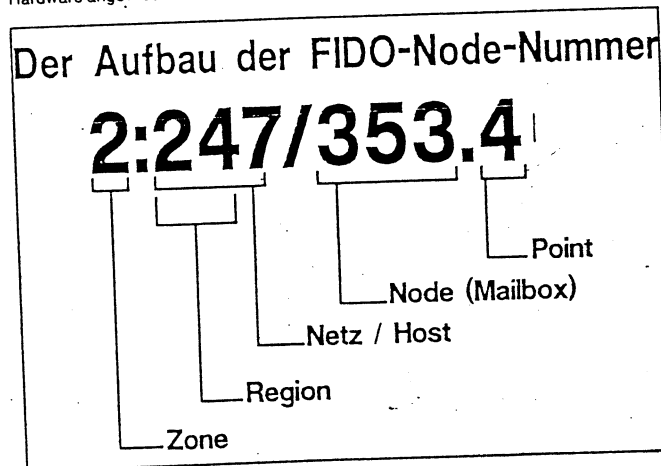 Der Aufbau der FIDO-Node-Nummer
2:247/353.4
Point
Node (Mailbox)
Netz / Host
Region
Zone